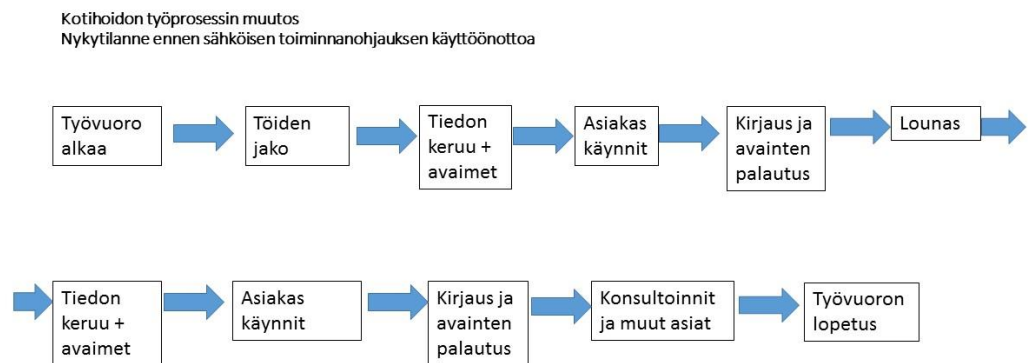 Kotihoidon työprosessin muutos
Nykytilanne ennen sähköisen toiminnanohjauksen käyttöönottoa
Työvuoro
alkaa
Töiden
jako
Tiedon
keruu +
avaimet
Asiakas
käynnit
Kirjaus ja
avainten
palautus
Lounas
Tiedon
keruu +
avaimet
Asiakas
käynnit
Kirjaus ja
avainten
palautus
Konsultoinnit
ja muut asiat
Työvuoron
lopetus